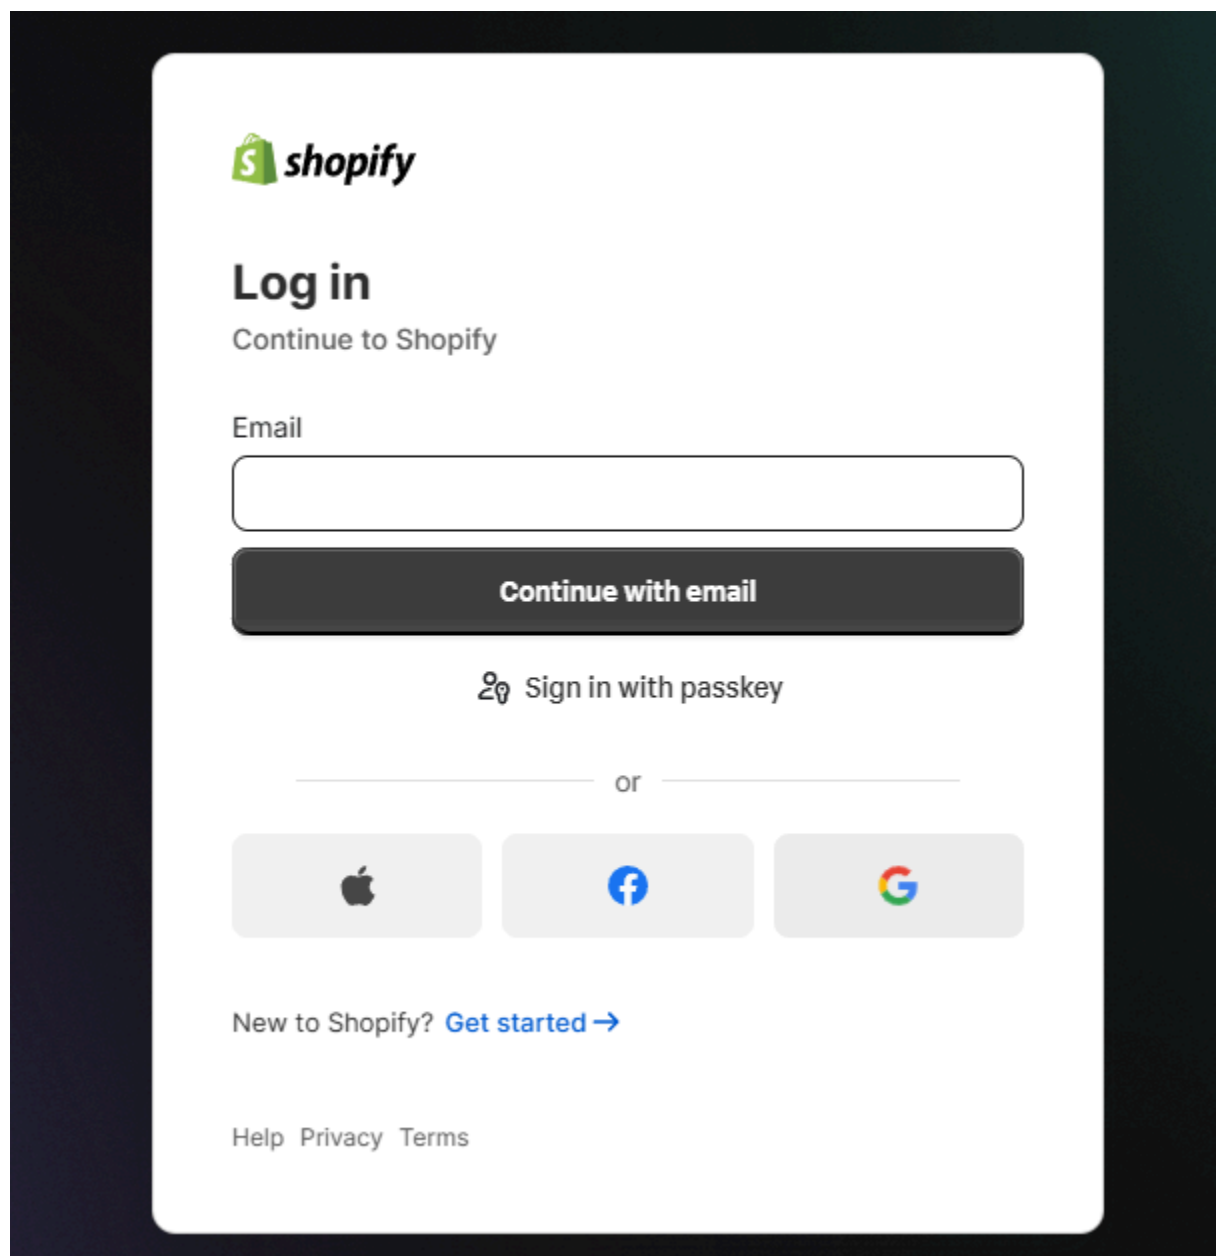 shopify
Log in
Continue to Shopify
Email
Continue with email
Sign in with passkey
or
New to Shopify? Get started →
Help Privacy Terms